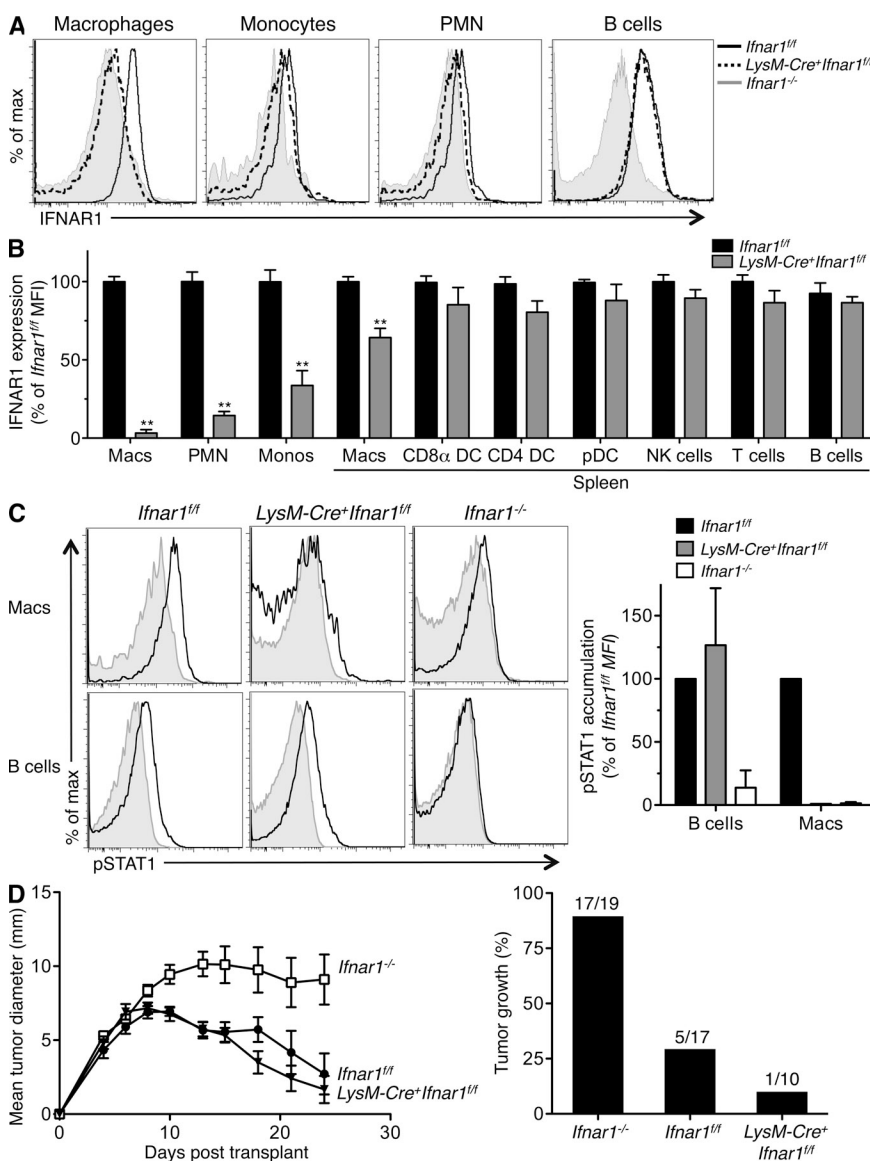 A
Macrophages
Monocytes
PMN
B cells
Ifnar1f/f
LysM-Cre+Ifnar1f/f
Ifnar1-/-
% of max
IFNAR1
B
Ifnar1f/f
LysM-Cre+Ifnar1f/f
IFNAR1 expression
(% of Ifnar1f/f MFI)
100
50
0
** ** ** **
Macs PMN Monos Macs CD8α DC CD4 DC pDC NK cells T cells B cells
Spleen
C
Ifnar1f/f LysM-Cre+Ifnar1f/f Ifnar1-/-
Macs
B cells
% of max
pSTAT1
Ifnar1f/f
LysM-Cre+Ifnar1f/f
Ifnar1-/-
pSTAT1 accumulation
(% of Ifnar1f/f MFI)
150
100
50
0
B cells Macs
D
Mean tumor diameter (mm)
15
10
5
0
Ifnar1-/-
Ifnar1f/f
LysM-Cre+Ifnar1f/f
0 10 20 30
Days post transplant
Tumor growth (%)
100
75
50
25
0
17/19
5/17
1/10
Ifnar1-/- Ifnar1f/f LysM-Cre+
Ifnar1f/f